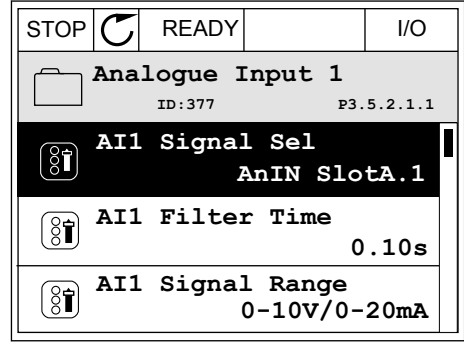 STOP READY I/O
Analogue Input 1
ID:377 P3.5.2.1.1
AI1 Signal Sel
AnIN SlotA.1
AI1 Filter Time
0.10s
AI1 Signal Range
0-10V/0-20mA